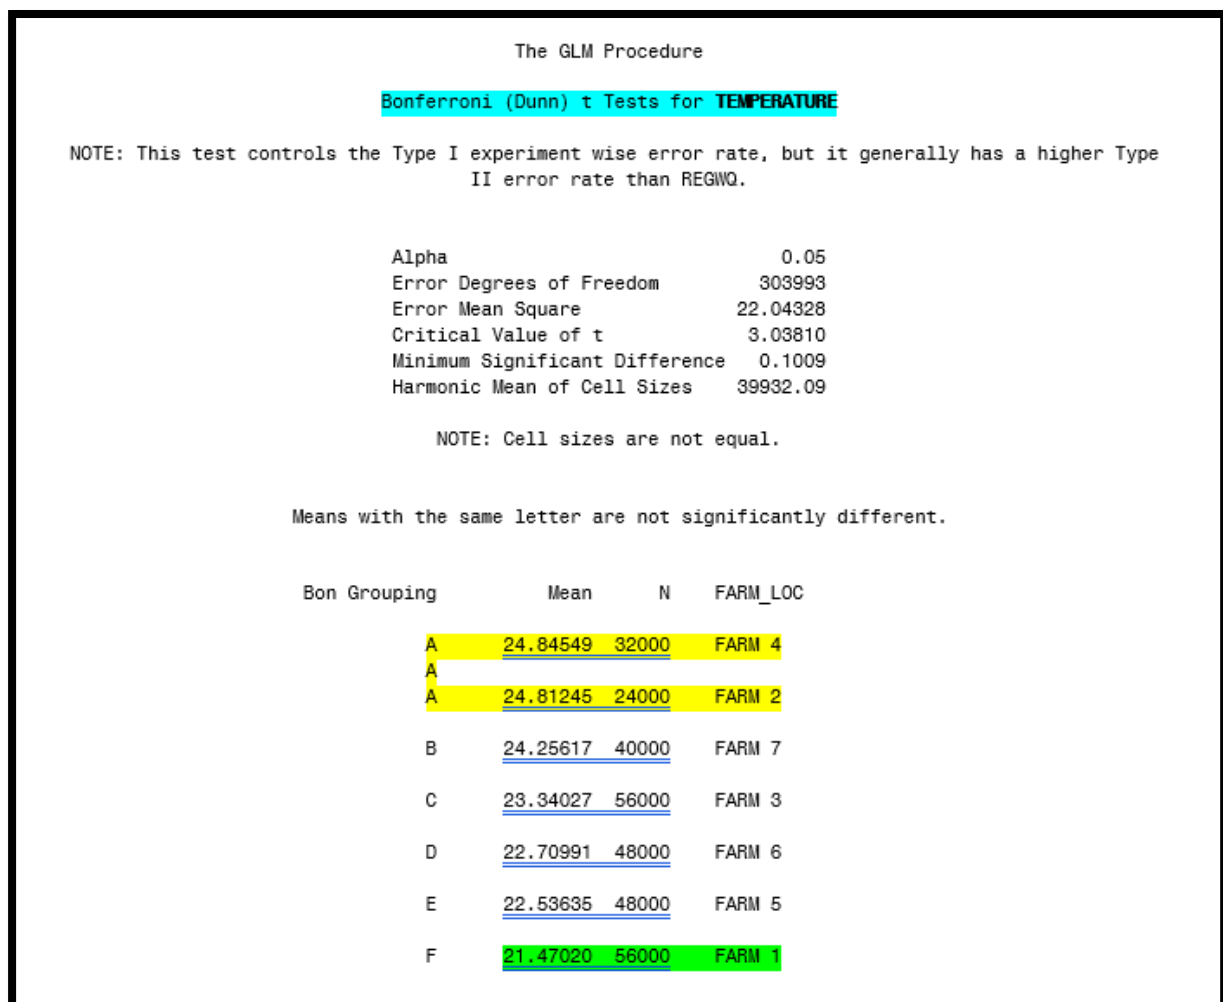 The GLM Procedure
Bonferroni (Dunn) t Tests for TEMPERATURE
NOTE: This test controls the Type I experiment wise error rate, but it generally has a higher Type
II error rate than REGWQ.
Alpha 0.05
Error Degrees of Freedom 303993
Error Mean Square 22.04328
Critical Value of t 3.03810
Minimum Significant Difference 0.1009
Harmonic Mean of Cell Sizes 39932.09
NOTE: Cell sizes are not equal.
Means with the same letter are not significantly different.
Bon Grouping Mean N FARM_LOC
A 24.84549 32000 FARM 4
A
A 24.81245 24000 FARM 2
B 24.25617 40000 FARM 7
C 23.34027 56000 FARM 3
D 22.70991 48000 FARM 6
E 22.53635 48000 FARM 5
F 21.47020 56000 FARM 1